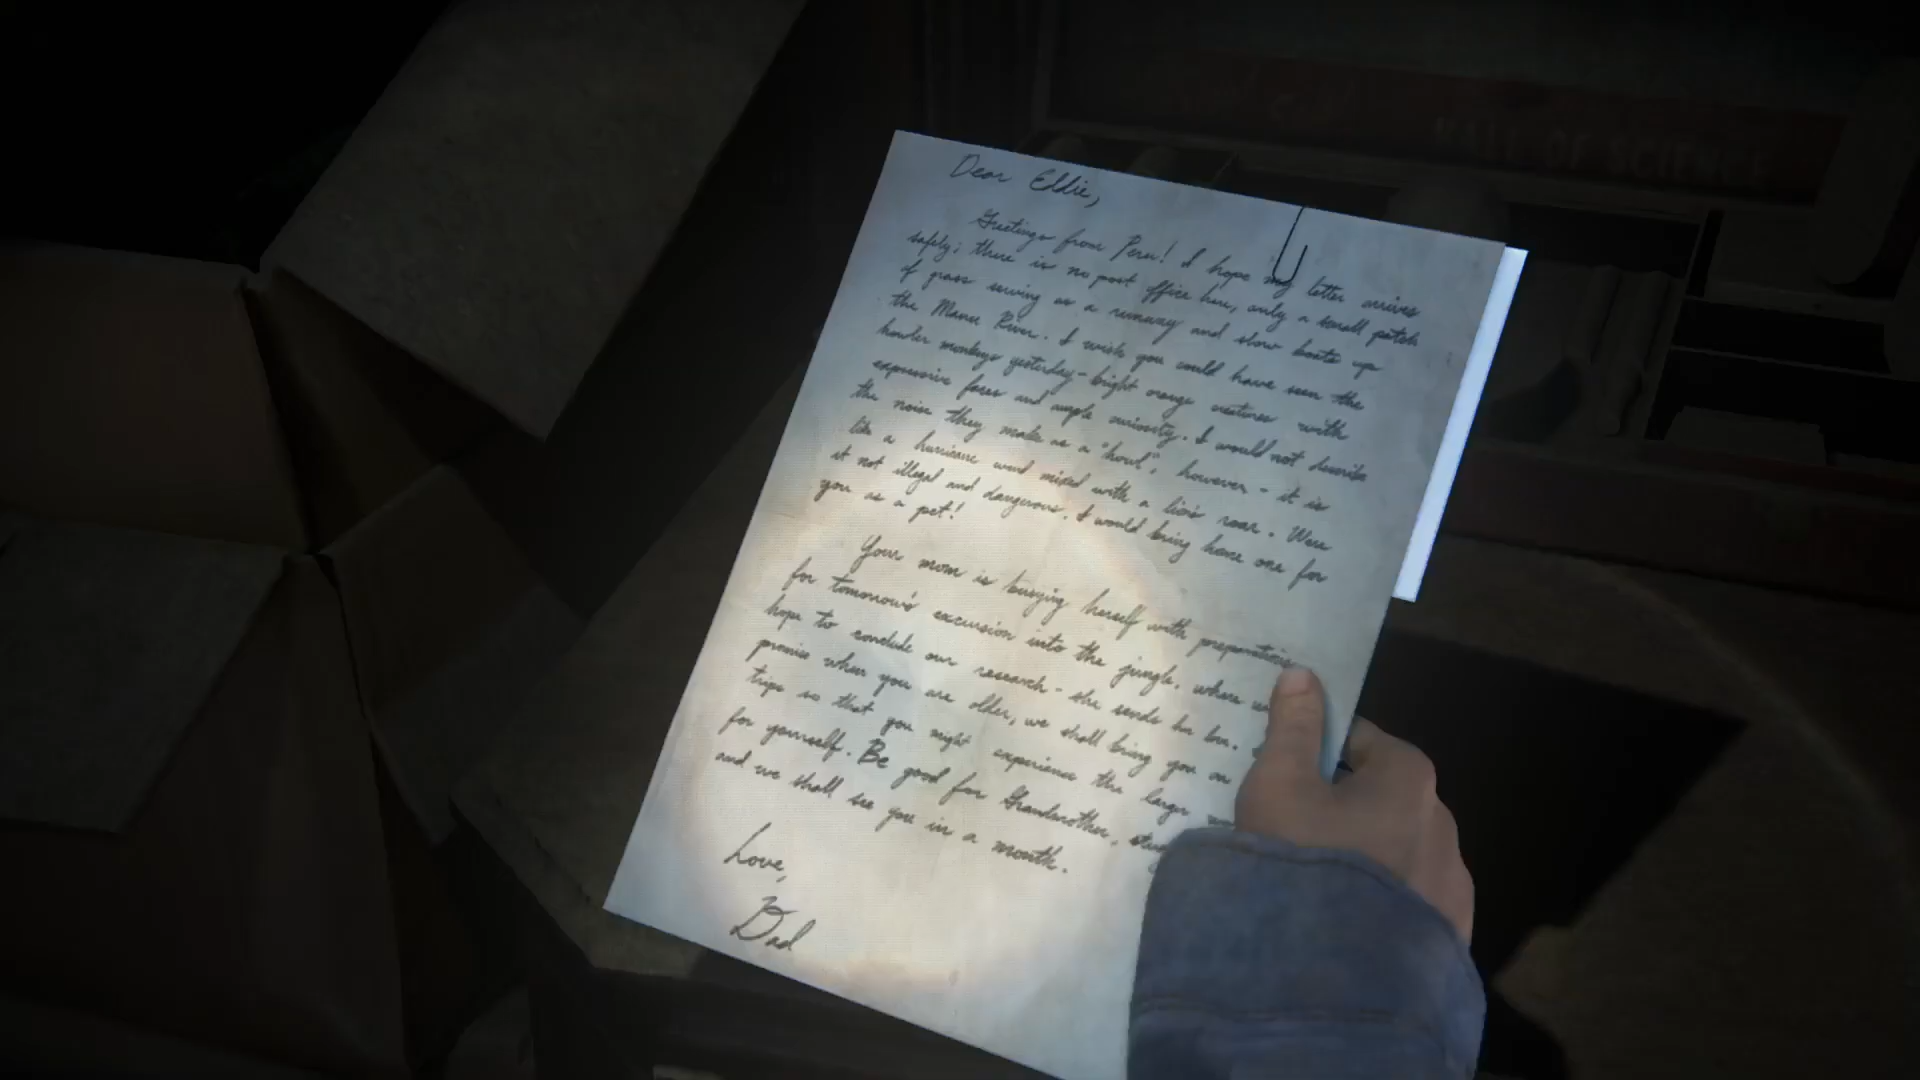 HALL OF SCIENCE
Dear Eddie,
Greetings from Peru! I hope my letter arrives
safely; there is no post office here, only a small patch
of grass serving as a runway and slow boats up
the Manu River. I wish you could have seen the
howler monkeys yesterday - bright orange creatures with
expressive faces and ample curiosity. I would not describe
the noise they make as a "howl", however - it is
like a hurricane wind mixed with a lion's roar. Were
it not illegal and dangerous, I would bring home one for
you as a pet!
Your mom is busying herself with preparations
for tomorrow's excursion into the jungle, where
hope to conclude our research - she sends her love.
promise when you are older, we shall bring you on
trips so that you might experience the larger
for yourself. Be good for Grandmother,
and we shall see you in a month.
Love,
Dad